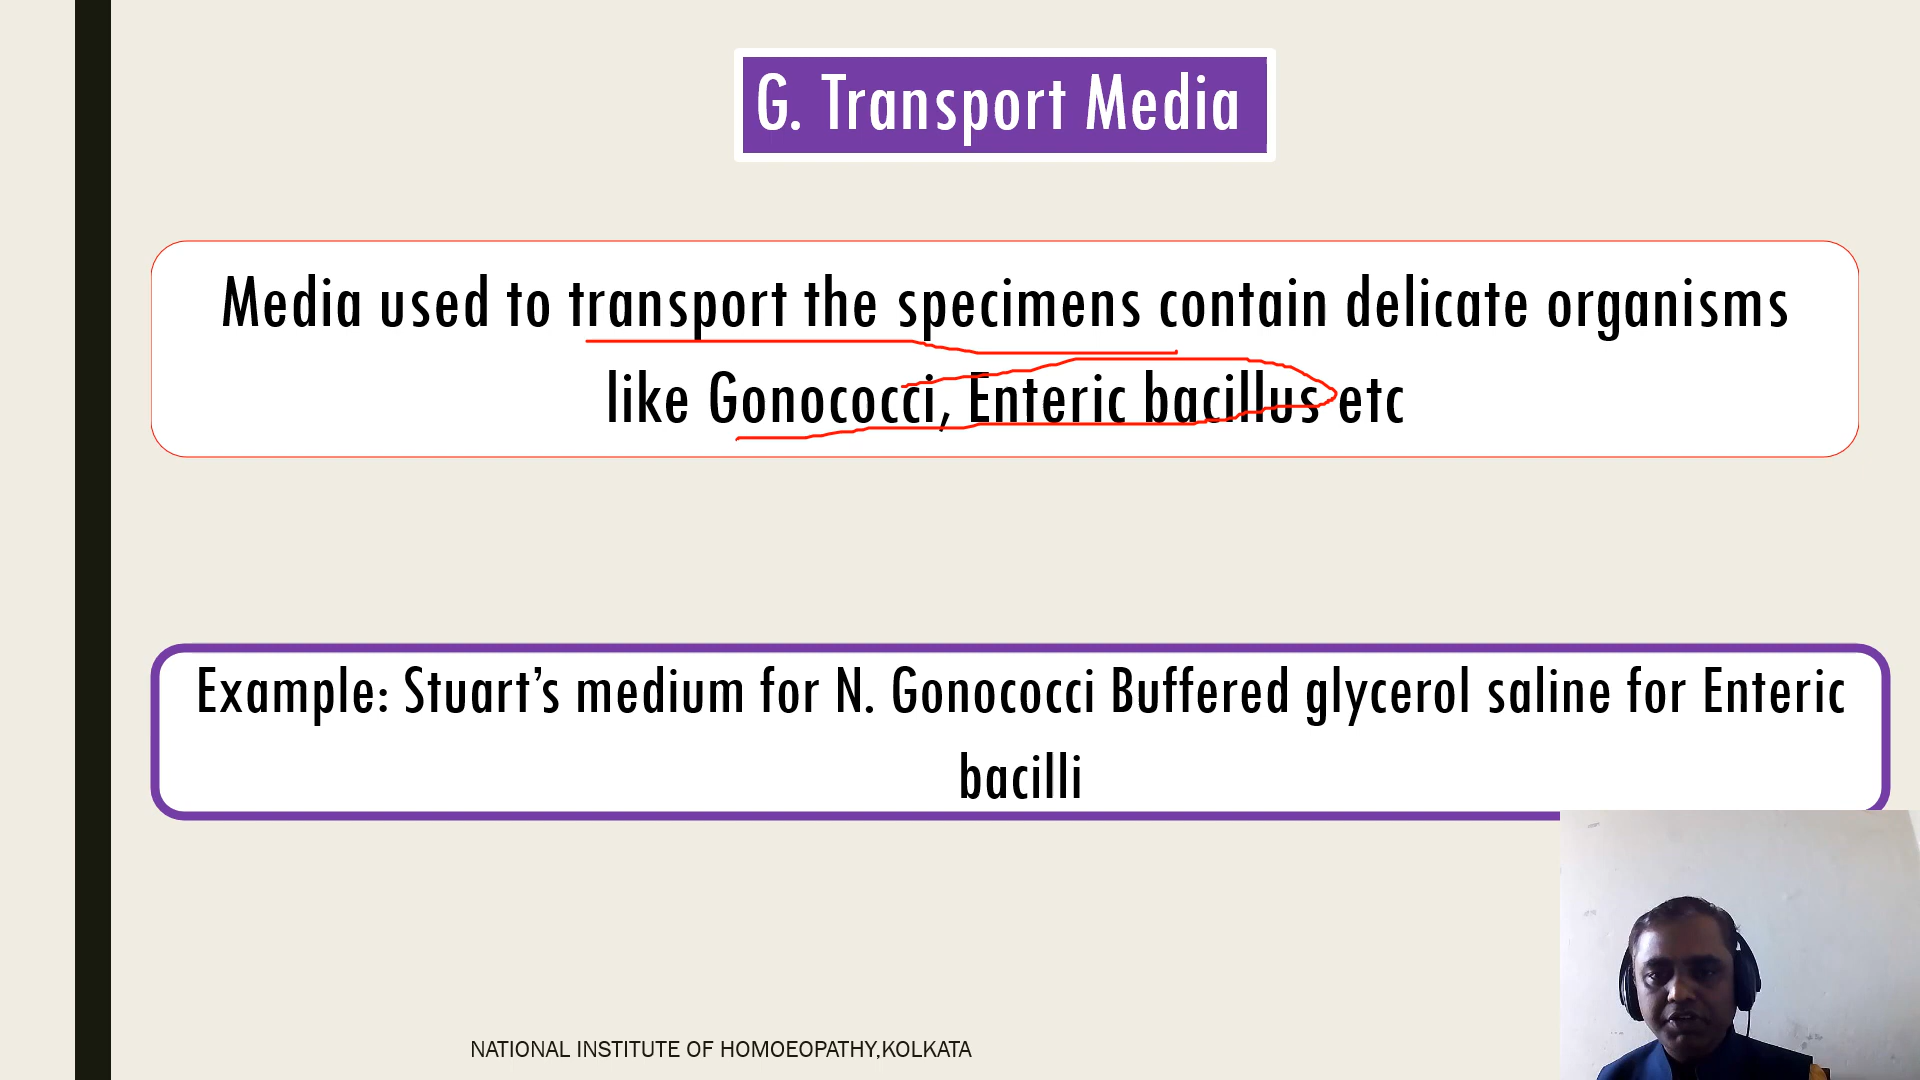 G. Transport Media
Media used to transport the specimens contain delicate organisms
like Gonococci, Enteric bacillus etc
Example: Stuart’s medium for N. Gonococci Buffered glycerol saline for Enteric
bacilli
NATIONAL INSTITUTE OF HOMOEOPATHY,KOLKATA